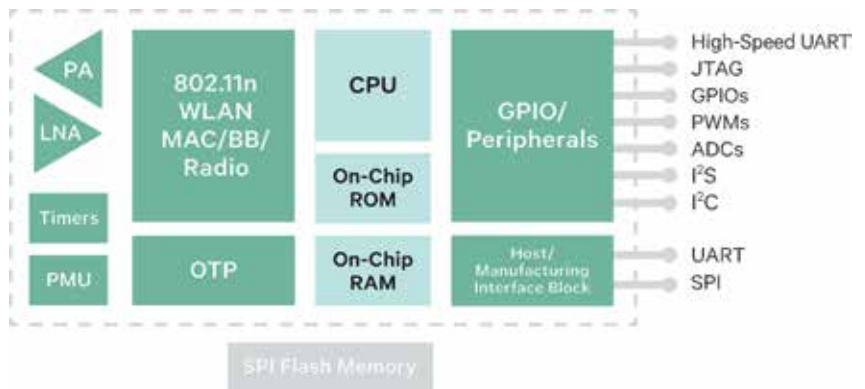 PA
LNA
Timers
PMU
802.11n
WLAN
MAC/BB/
Radio
OTP
CPU
On-Chip
ROM
On-Chip
RAM
GPIO/
Peripherals
Host/
Manufacturing
Interface Block
High-Speed UART
JTAG
GPIOs
PWMs
ADCs
I²S
I²C
UART
SPI
SPI Flash Memory